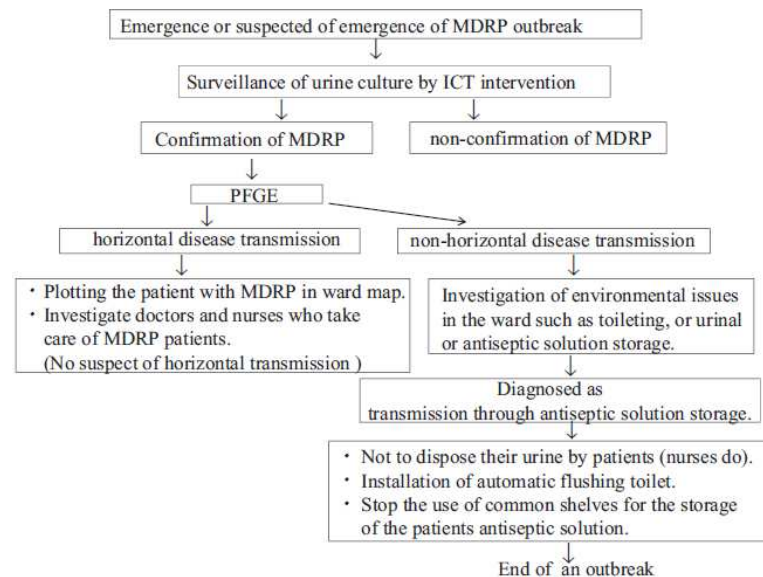 Emergence or suspected of emergence of MDRP outbreak
Surveillance of urine culture by ICT intervention
Confirmation of MDRP
non-confirmation of MDRP
PFGE
horizontal disease transmission
non-horizontal disease transmission
・Plotting the patient with MDRP in ward map.
・Investigate doctors and nurses who take
care of MDRP patients.
(No suspect of horizontal transmission )
Investigation of environmental issues
in the ward such as toileting, or urinal
or antiseptic solution storage.
Diagnosed as
transmission through antiseptic solution storage.
・Not to dispose their urine by patients (nurses do).
・Installation of automatic flushing toilet.
・Stop the use of common shelves for the storage
of the patients antiseptic solution.
End of an outbreak